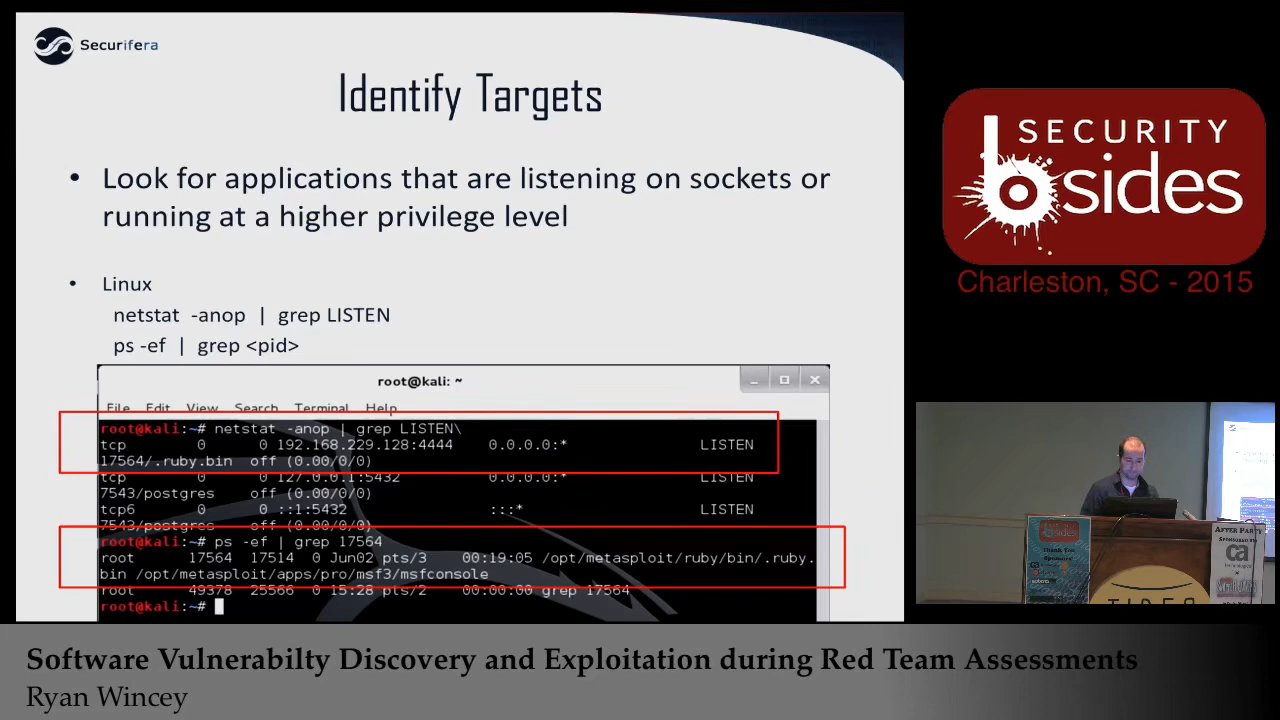 Securifera
Identify Targets
• Look for applications that are listening on sockets or
running at a higher privilege level
• Linux
netstat -anop | grep LISTEN
ps -ef | grep <pid>
root@kali: ~
File Edit View Search Terminal Help
root@kali:~# netstat -anop | grep LISTEN\
tcp 0 0 192.168.229.128:4444 0.0.0.0:* LISTEN
17564/.ruby.bin off (0.00/0/0)
tcp 0 0 127.0.0.1:5432 0.0.0.0:* LISTEN
7543/postgres off (0.00/0/0)
tcp6 0 0 ::1:5432 :::* LISTEN
7543/postgres off (0.00/0/0)
root@kali:~# ps -ef | grep 17564
root 17564 17514 0 Jun02 pts/3 00:19:05 /opt/metasploit/ruby/bin/.ruby.
bin /opt/metasploit/apps/pro/msf3/msfconsole
root 49378 25566 0 15:28 pts/2 00:00:00 grep 17564
root@kali:~#
SECURITY
bsides
Charleston, SC - 2015
Thank You
AFTER PARTY
ca
Software Vulnerabilty Discovery and Exploitation during Red Team Assessments
Ryan Wincey